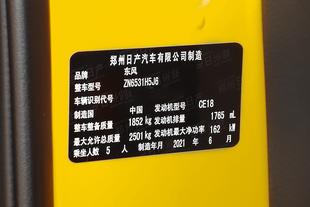 郑州日产汽车有限公司制造
品牌 东风
整车型号 ZN6531H5J6
车辆识别代号
制造国 中国 发动机型号 CE18
整车整备质量 1852 kg 发动机排量 1765 mL
最大允许总质量 2501 kg 发动机最大净功率 162 kW
乘坐人数 5 人 制造年月 2021 年 6 月